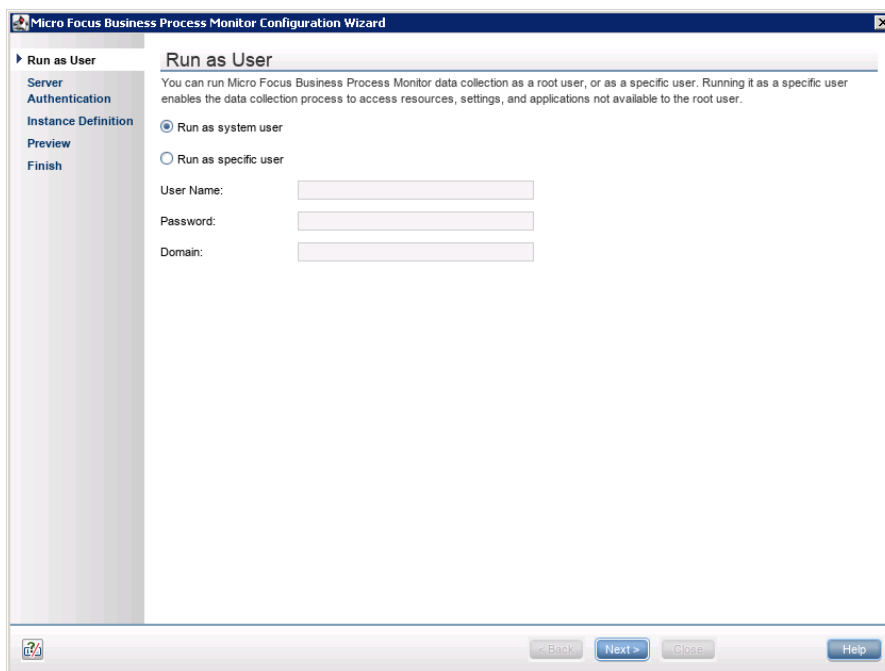 Micro Focus Business Process Monitor Configuration Wizard
Run as User
Server
Authentication
Instance Definition
Preview
Finish
Run as User
You can run Micro Focus Business Process Monitor data collection as a root user, or as a specific user. Running it as a specific user
enables the data collection process to access resources, settings, and applications not available to the root user.
Run as system user
Run as specific user
User Name:
Password:
Domain:
< Back
Next >
Close
Help